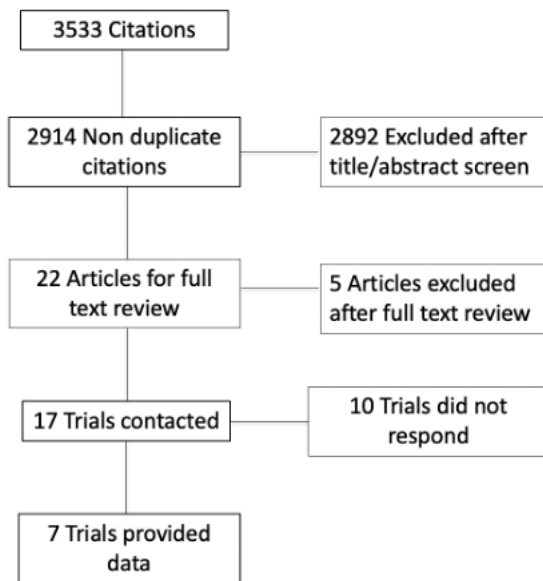 3533 Citations
2914 Non duplicate
citations
2892 Excluded after
title/abstract screen
22 Articles for full
text review
5 Articles excluded
after full text review
17 Trials contacted
10 Trials did not
respond
7 Trials provided
data